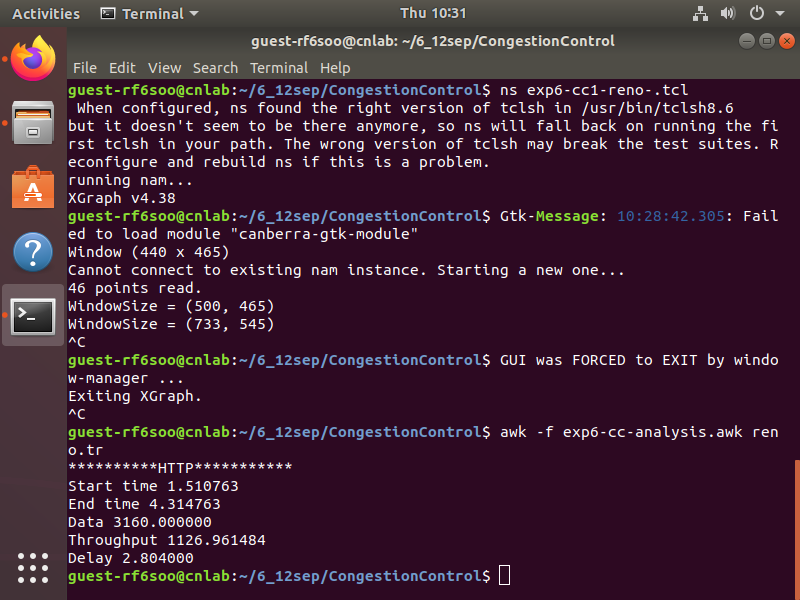 Activities Terminal Thu 10:31
guest-rf6soo@cnlab: ~/6_12sep/CongestionControl
File Edit View Search Terminal Help
guest-rf6soo@cnlab:~/6_12sep/CongestionControl$ ns exp6-cc1-reno-.tcl
 When configured, ns found the right version of tclsh in /usr/bin/tclsh8.6
but it doesn't seem to be there anymore, so ns will fall back on running the fi
rst tclsh in your path. The wrong version of tclsh may break the test suites. R
econfigure and rebuild ns if this is a problem.
running nam...
XGraph v4.38
guest-rf6soo@cnlab:~/6_12sep/CongestionControl$ Gtk-Message: 10:28:42.305: Fail
ed to load module "canberra-gtk-module"
Window (440 x 465)
Cannot connect to existing nam instance. Starting a new one...
46 points read.
WindowSize = (500, 465)
WindowSize = (733, 545)
^C
guest-rf6soo@cnlab:~/6_12sep/CongestionControl$ GUI was FORCED to EXIT by windo
w-manager ...
Exiting XGraph.
^C
guest-rf6soo@cnlab:~/6_12sep/CongestionControl$ awk -f exp6-cc-analysis.awk ren
o.tr
**********HTTP***********
Start time 1.510763
End time 4.314763
Data 3160.000000
Throughput 1126.961484
Delay 2.804000
guest-rf6soo@cnlab:~/6_12sep/CongestionControl$